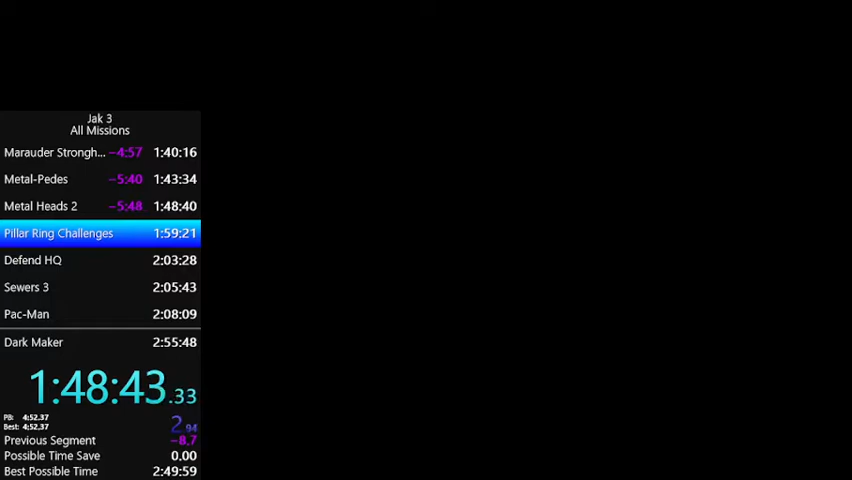 Jak 3
All Missions
Marauder Strongh... −4:57 1:40:16
Metal-Pedes −5:40 1:43:34
Metal Heads 2 −5:48 1:48:40
Pillar Ring Challenges 1:59:21
Defend HQ 2:03:28
Sewers 3 2:05:43
Pac-Man 2:08:09
Dark Maker 2:55:48
1:48:43.33
PB: 4:52.37
Best: 4:52.37 2.94
Previous Segment −8.7
Possible Time Save 0.00
Best Possible Time 2:49:59